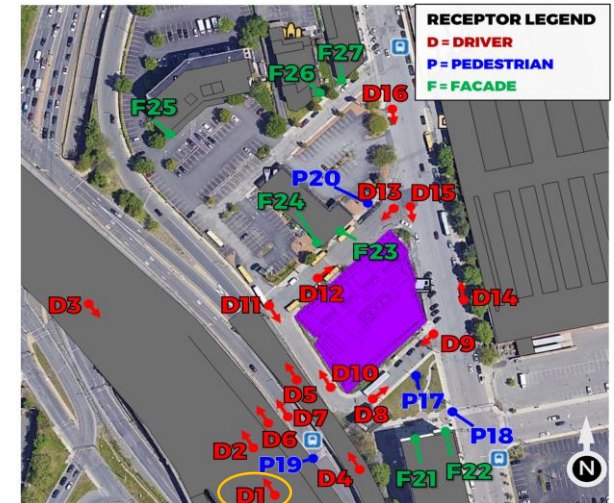 RECEPTOR LEGEND
D = DRIVER
P = PEDESTRIAN
F = FACADE
F27
F26
F25
D16
P20
D13
D15
F24
F23
D12
D14
D3
D11
D9
D10
D5
D8
P17
D7
P18
D6
D2
F21
F22
P19
D4
D1
N